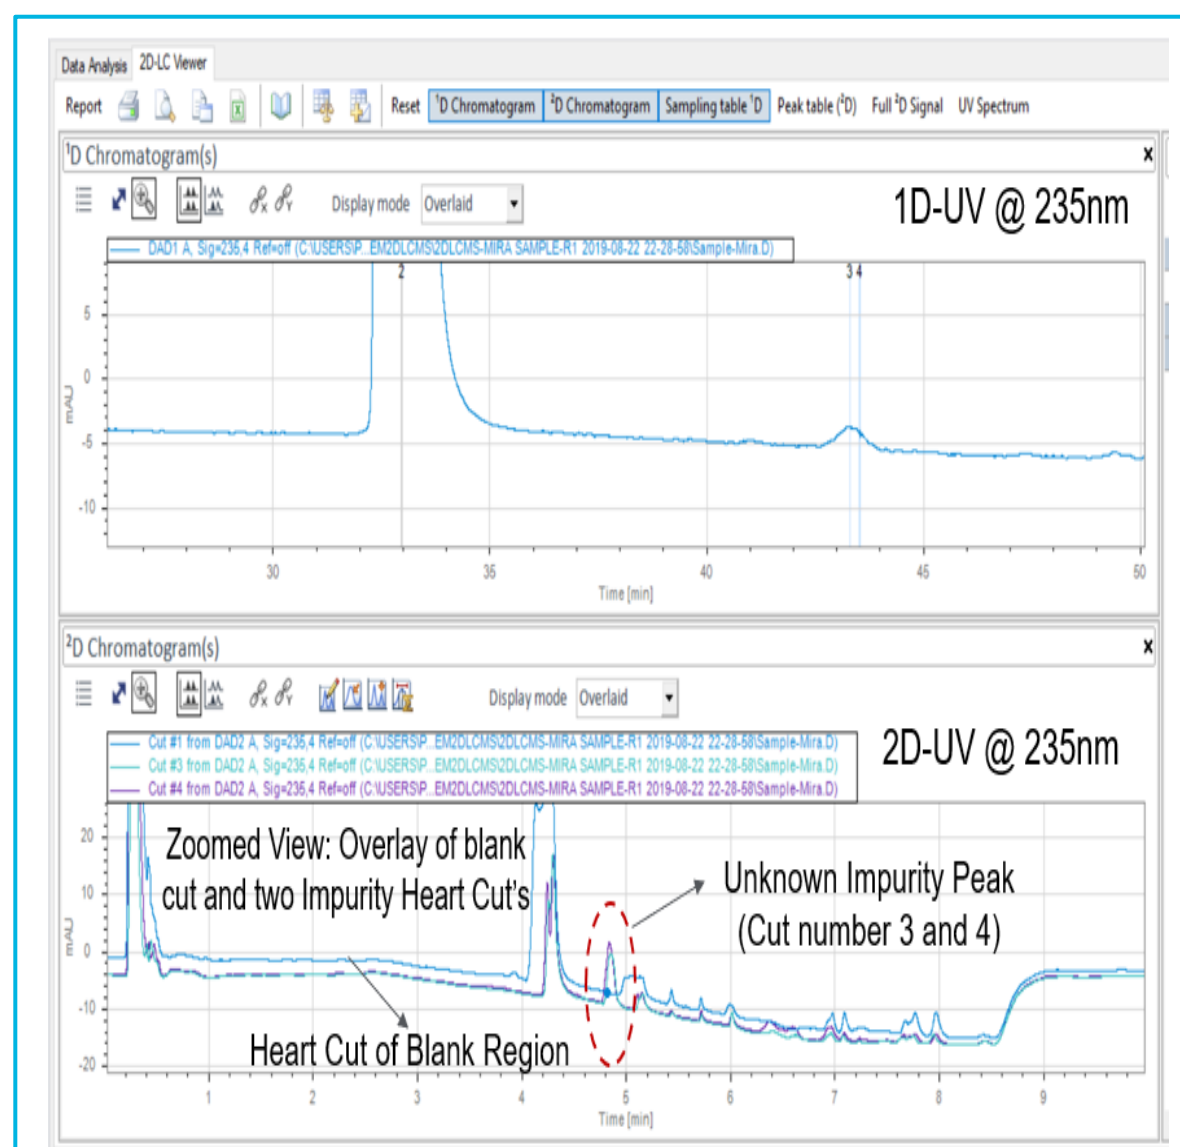 Data Analysis 2D-LC Viewer
Report Reset ¹D Chromatogram ²D Chromatogram Sampling table ¹D Peak table (²D) Full ²D Signal UV Spectrum
¹D Chromatogram(s) x
Display mode Overlaid
1D-UV @ 235nm
DAD1 A, Sig=235,4 Ref=off (C:\USERS\P...EM2DLCMS\2DLCMS-MIRA SAMPLE-R1 2019-08-22 22-28-58\Sample-Mira.D)
2 3 4
5
0
-5
-10
mAU
30 35 40 45 50
Time [min]
²D Chromatogram(s) x
Display mode Overlaid
2D-UV @ 235nm
Cut #1 from DAD2 A, Sig=235,4 Ref=off (C:\USERS\P...EM2DLCMS\2DLCMS-MIRA SAMPLE-R1 2019-08-22 22-28-58\Sample-Mira.D)
Cut #3 from DAD2 A, Sig=235,4 Ref=off (C:\USERS\P...EM2DLCMS\2DLCMS-MIRA SAMPLE-R1 2019-08-22 22-28-58\Sample-Mira.D)
Cut #4 from DAD2 A, Sig=235,4 Ref=off (C:\USERS\P...EM2DLCMS\2DLCMS-MIRA SAMPLE-R1 2019-08-22 22-28-58\Sample-Mira.D)
Zoomed View: Overlay of blank
cut and two Impurity Heart Cut's
Unknown Impurity Peak
(Cut number 3 and 4)
Heart Cut of Blank Region
20
10
0
-10
-20
mAU
1 2 3 4 5 6 7 8 9
Time [min]